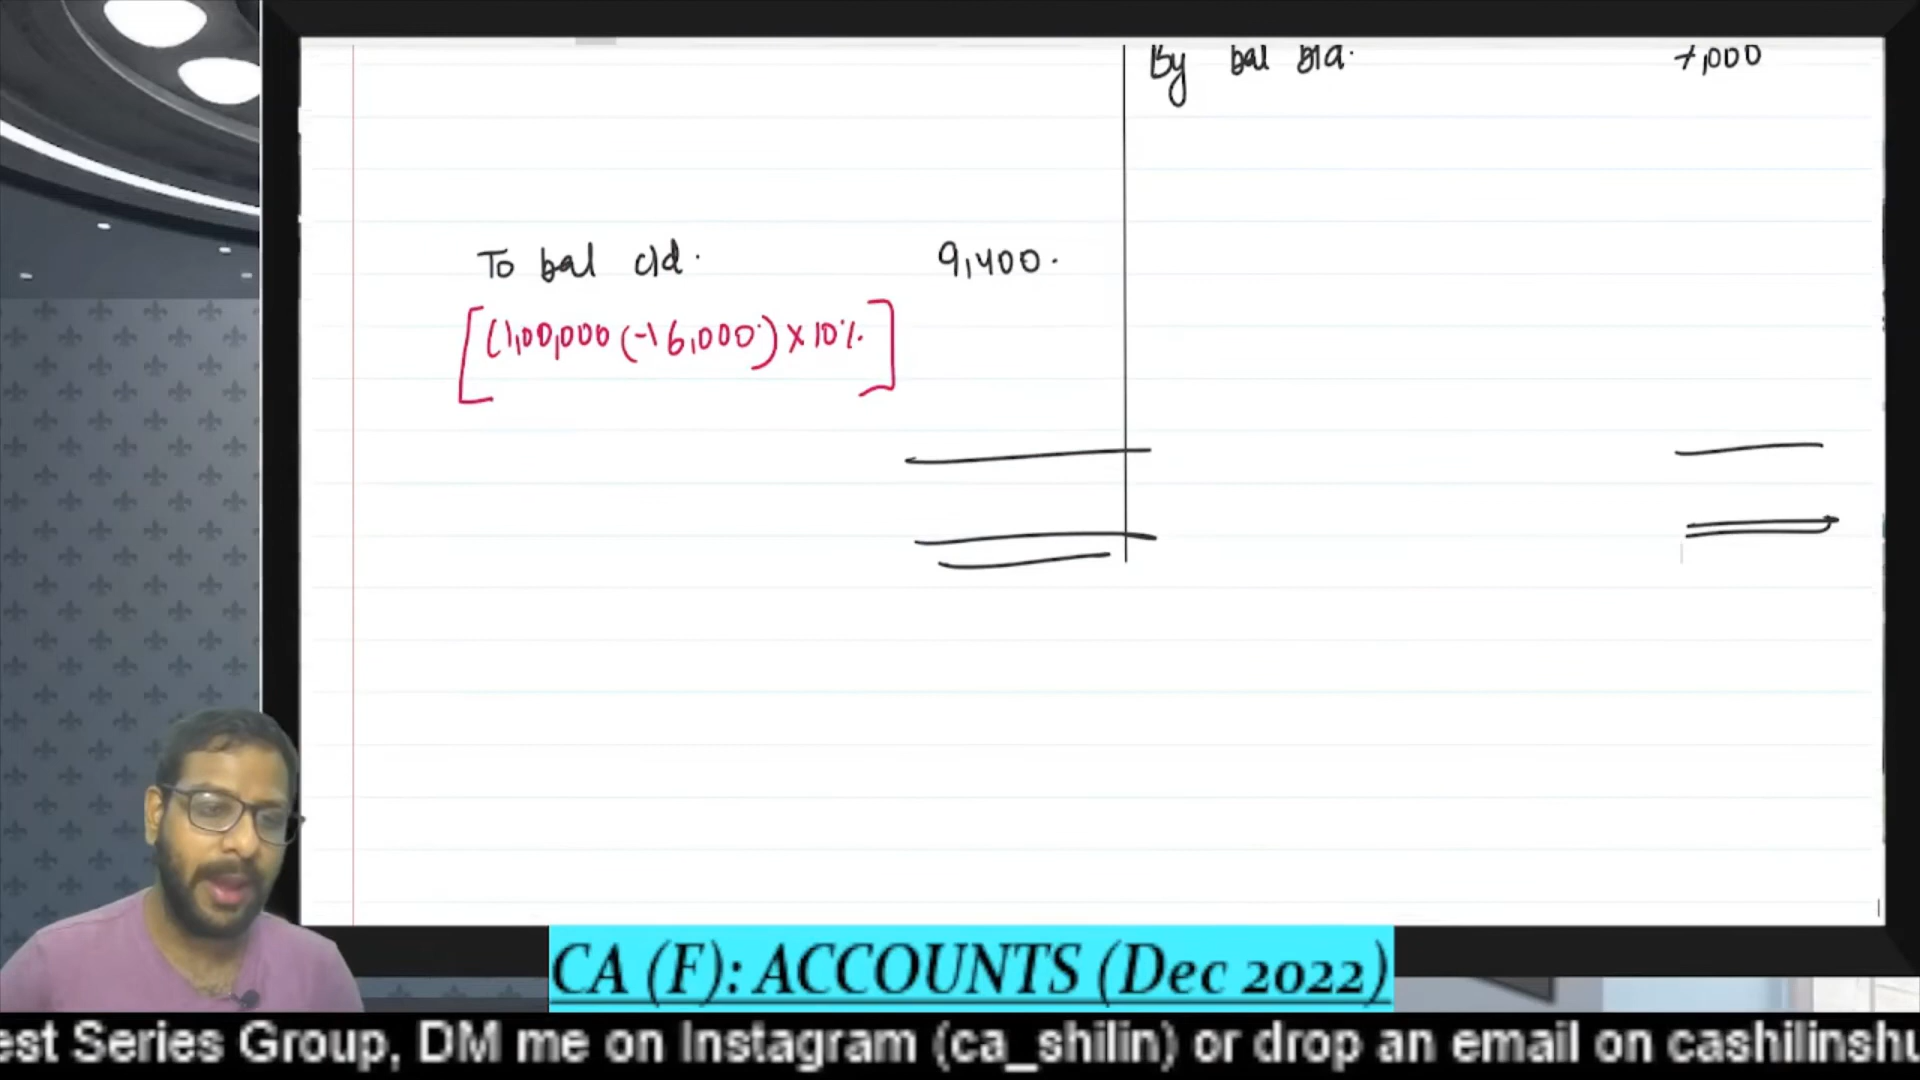 By bal b/d. 7,000
To bal c/d. 9,400.
[(1,00,000 (-) 6,000) x 10%]
CA (F): ACCOUNTS (Dec 2022)
est Series Group, DM me on Instagram (ca_shilin) or drop an email on cashilinshu